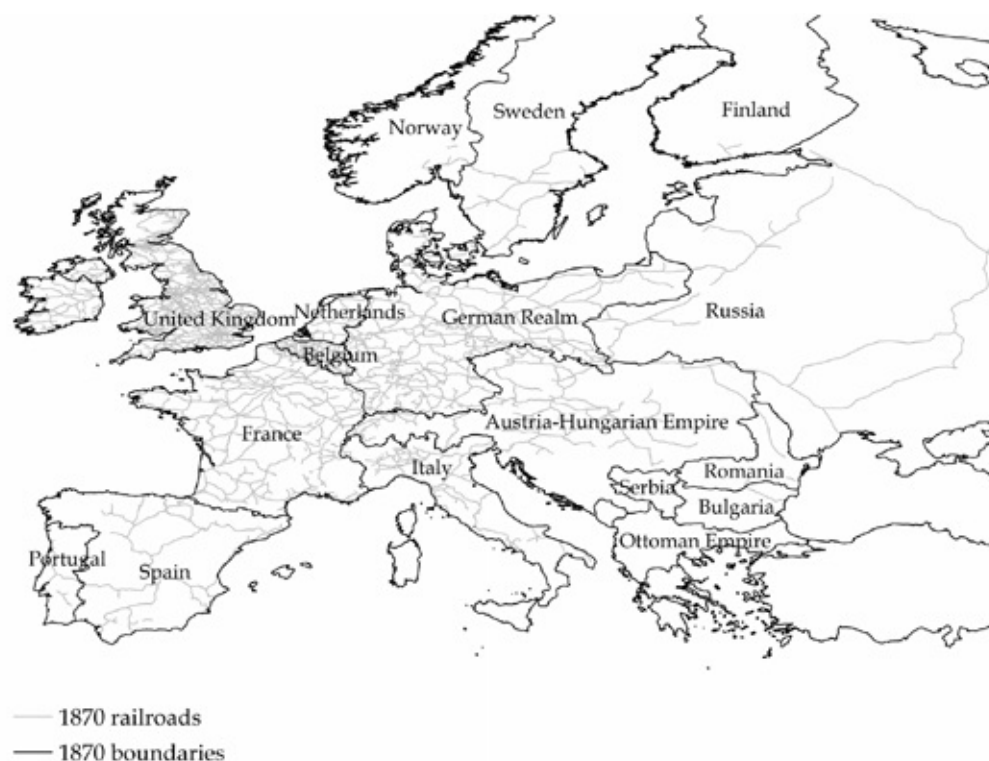 Sweden
Finland
Norway
Netherlands
United Kingdom
German Realm
Russia
Belgium
Austria-Hungarian Empire
France
Italy
Romania
Serbia
Bulgaria
Ottoman Empire
Portugal
Spain
1870 railroads
1870 boundaries